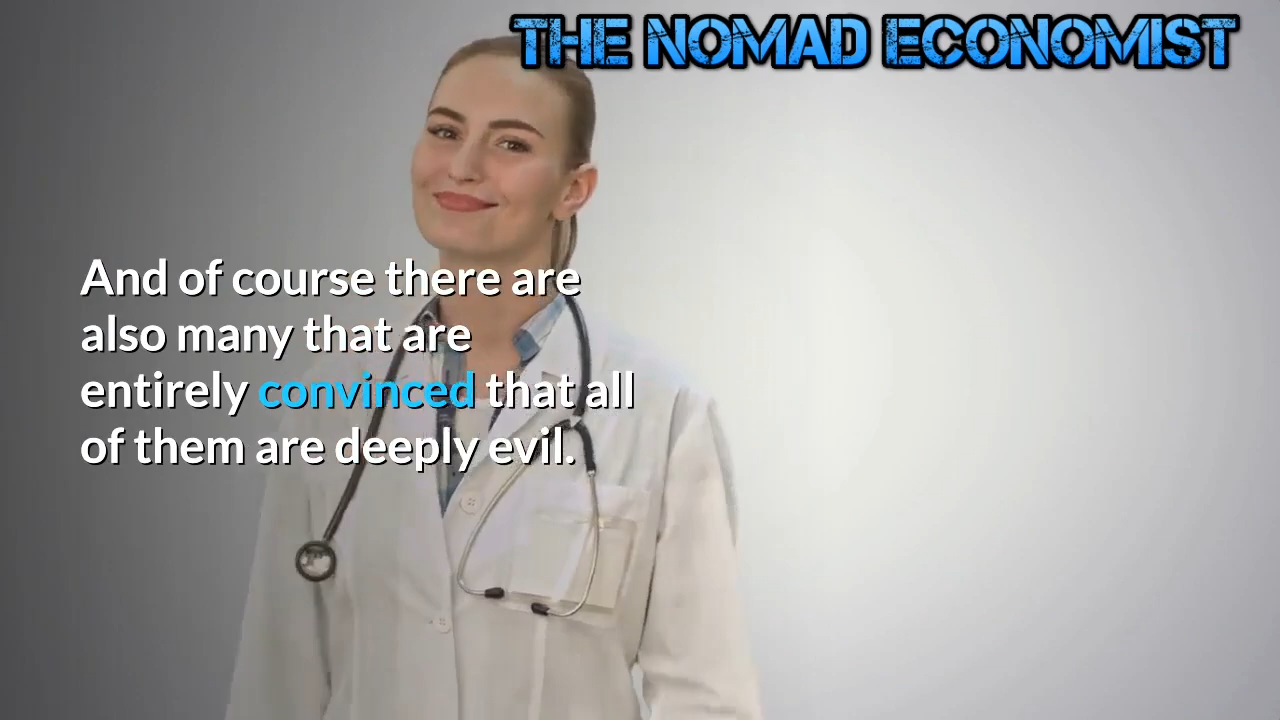 THE NOMAD ECONOMIST
And of course there are
also many that are
entirely convinced that all
of them are deeply evil.